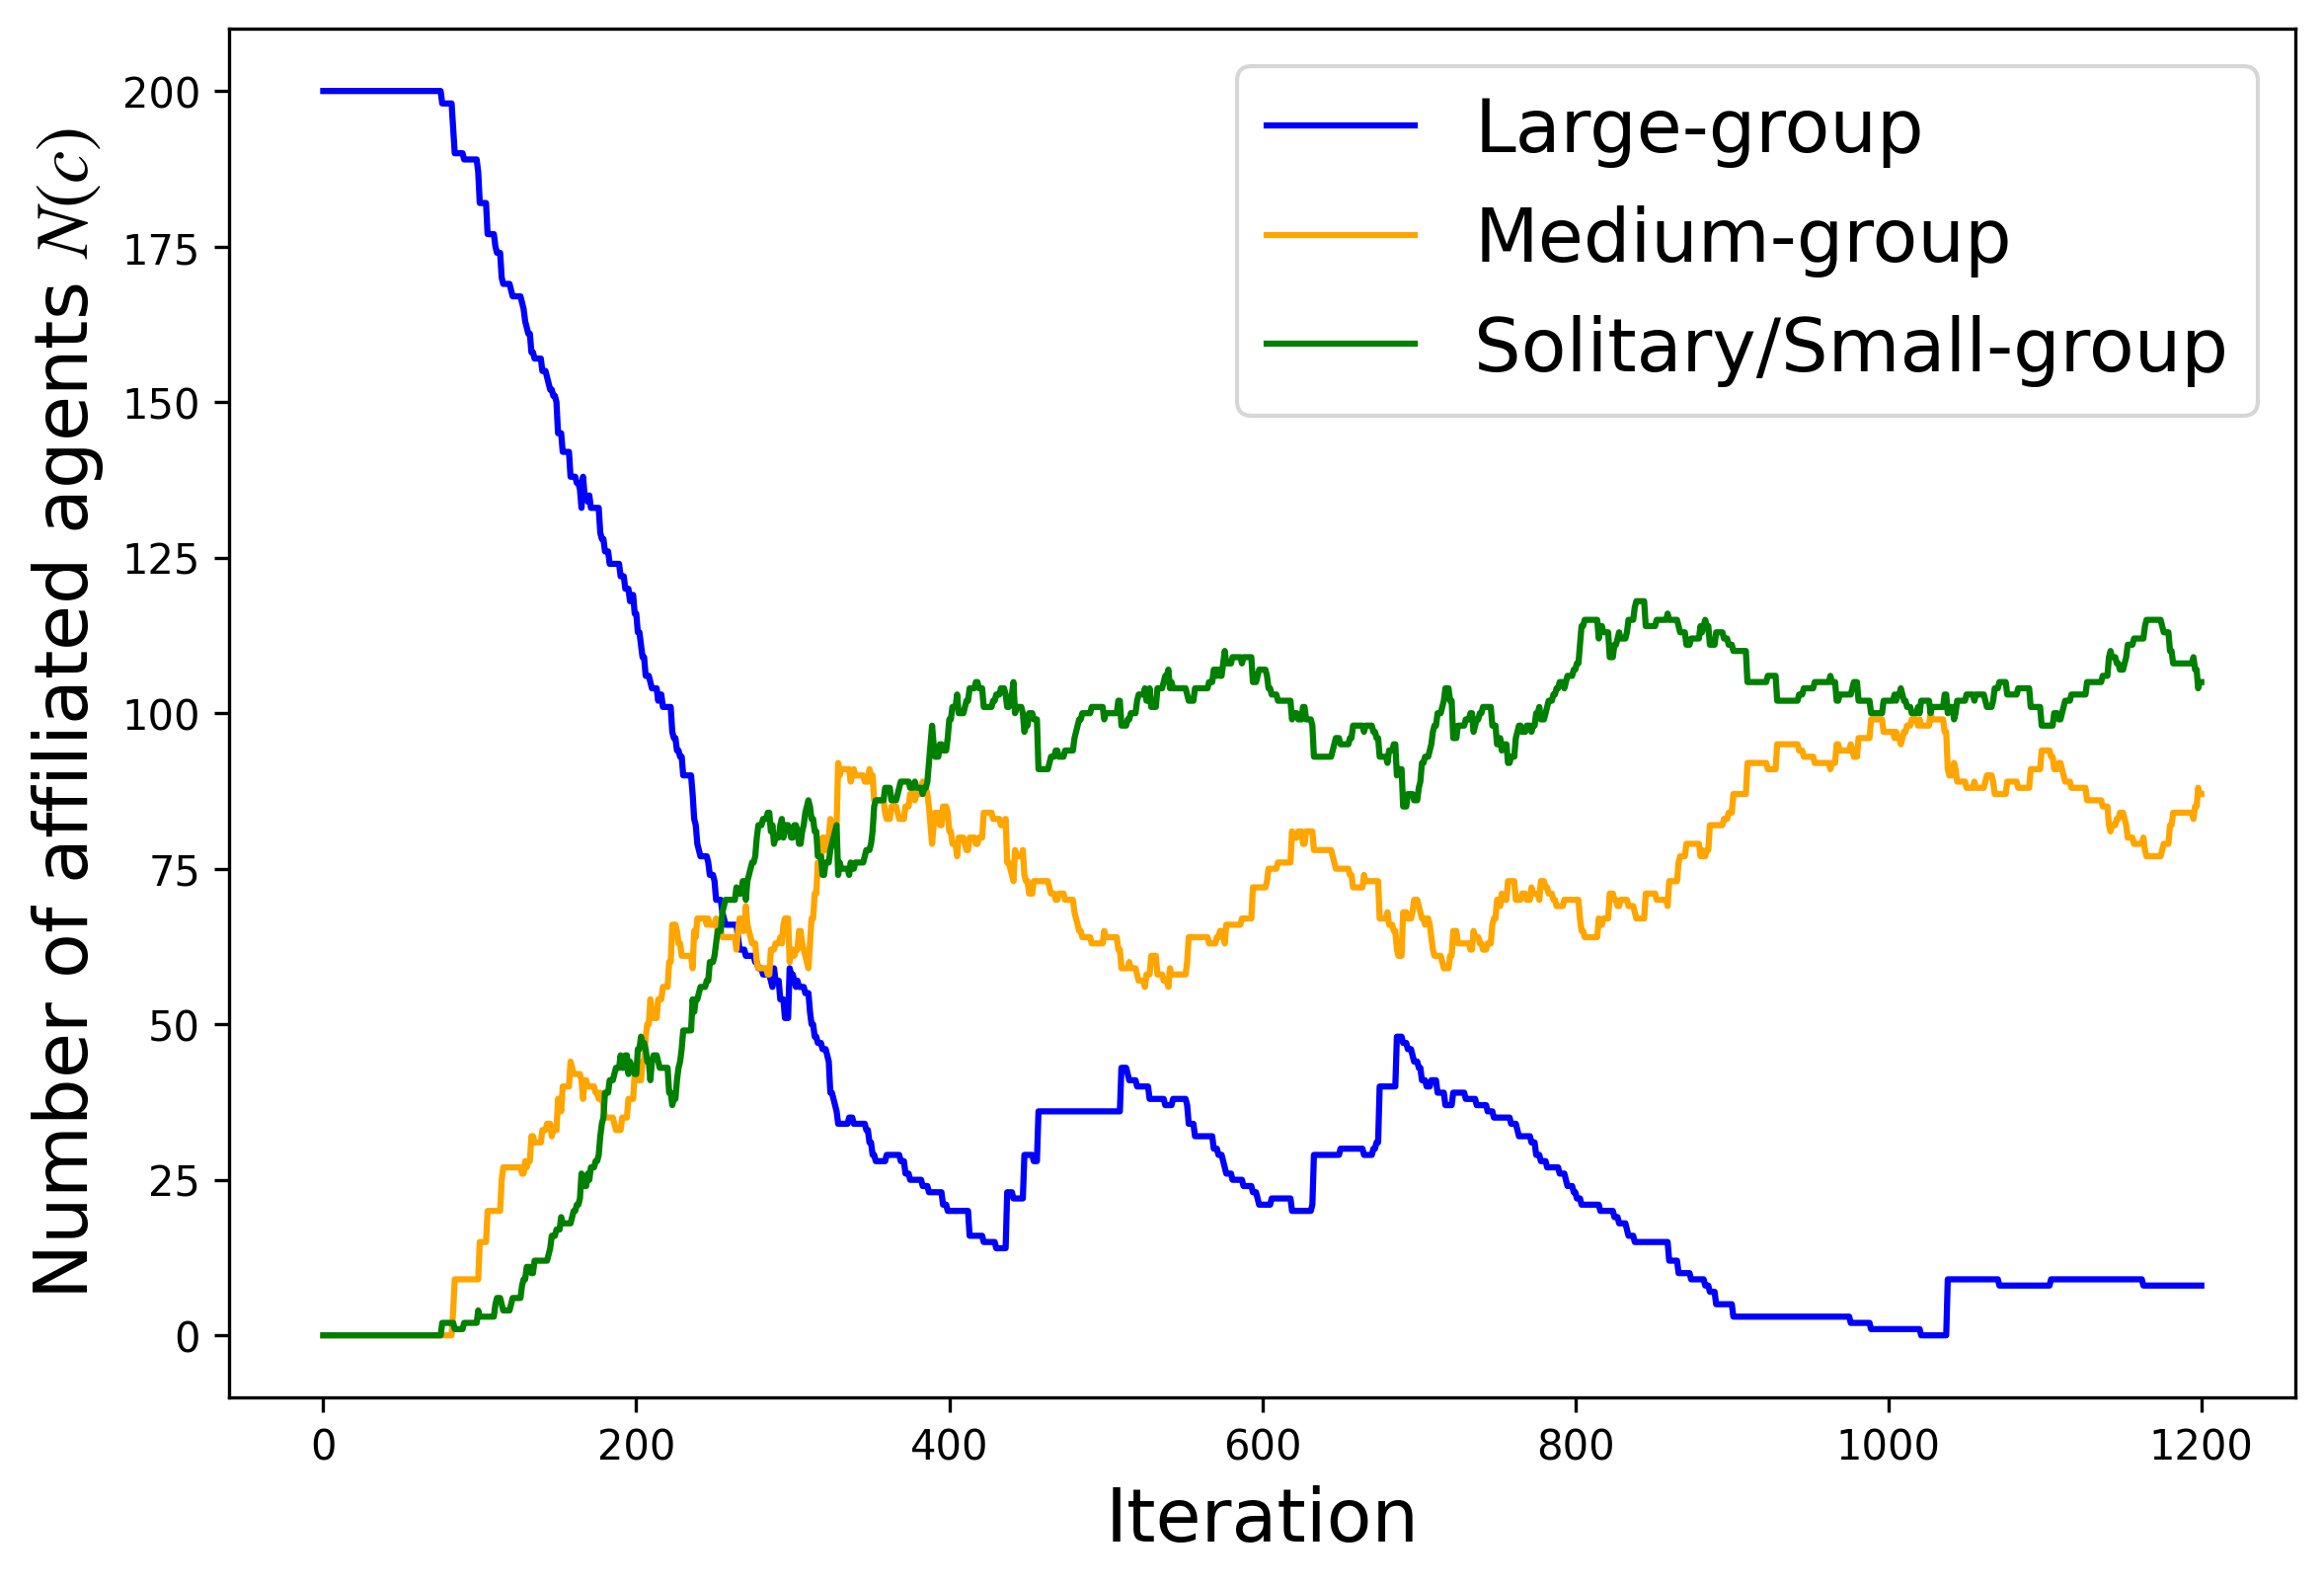 Number of affiliated agents N(c)
200
175
150
125
100
75
50
25
0
Large-group
Medium-group
Solitary/Small-group
0 200 400 600 800 1000 1200
Iteration